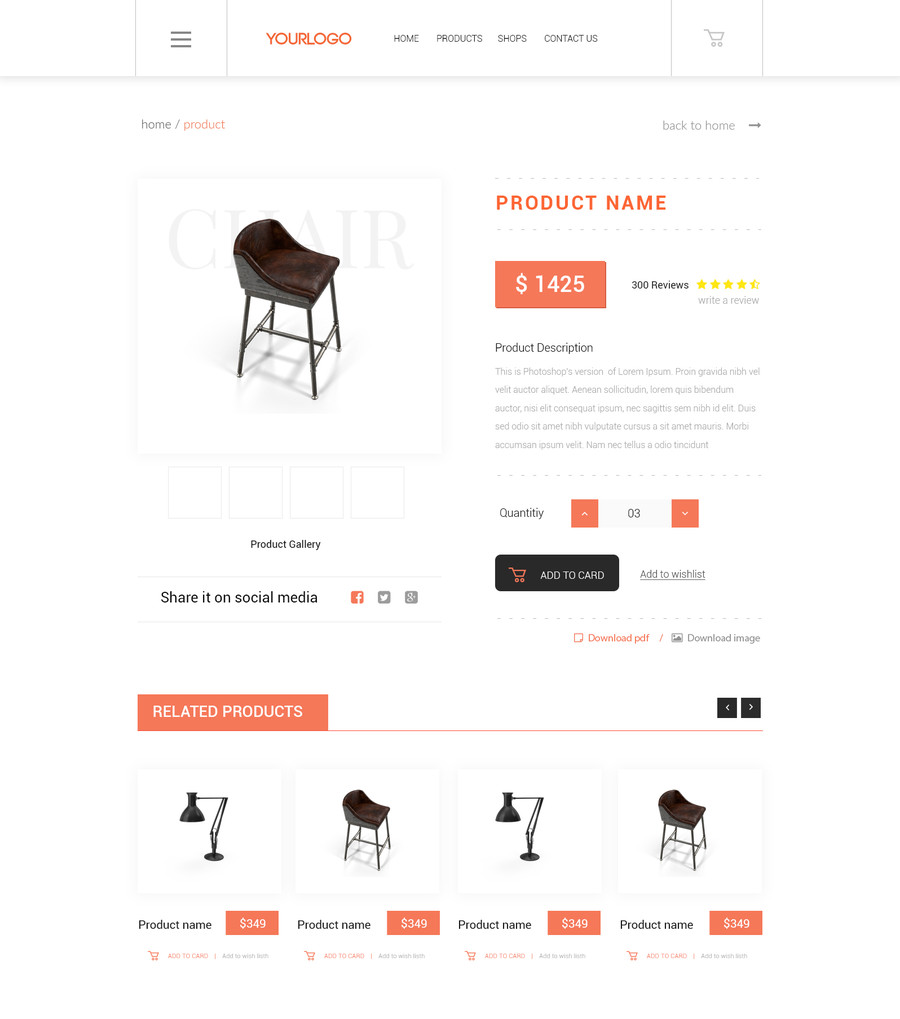 YOURLOGO
HOME PRODUCTS SHOPS CONTACT US
home / product
back to home
CHAIR
PRODUCT NAME
$ 1425
300 Reviews
write a review
Product Description
This is Photoshop's version of Lorem Ipsum. Proin gravida nibh vel
velit auctor aliquet. Aenean sollicitudin, lorem quis bibendum
auctor, nisi elit consequat ipsum, nec sagittis sem nibh id elit. Duis
sed odio sit amet nibh vulputate cursus a sit amet mauris. Morbi
accumsan ipsum velit. Nam nec tellus a odio tincidunt
Quantitiy
03
ADD TO CARD
Add to wishlist
Product Gallery
Share it on social media
Download pdf / Download image
RELATED PRODUCTS
Product name $349
ADD TO CARD | Add to wish listh
Product name $349
ADD TO CARD | Add to wish listh
Product name $349
ADD TO CARD | Add to wish listh
Product name $349
ADD TO CARD | Add to wish listh